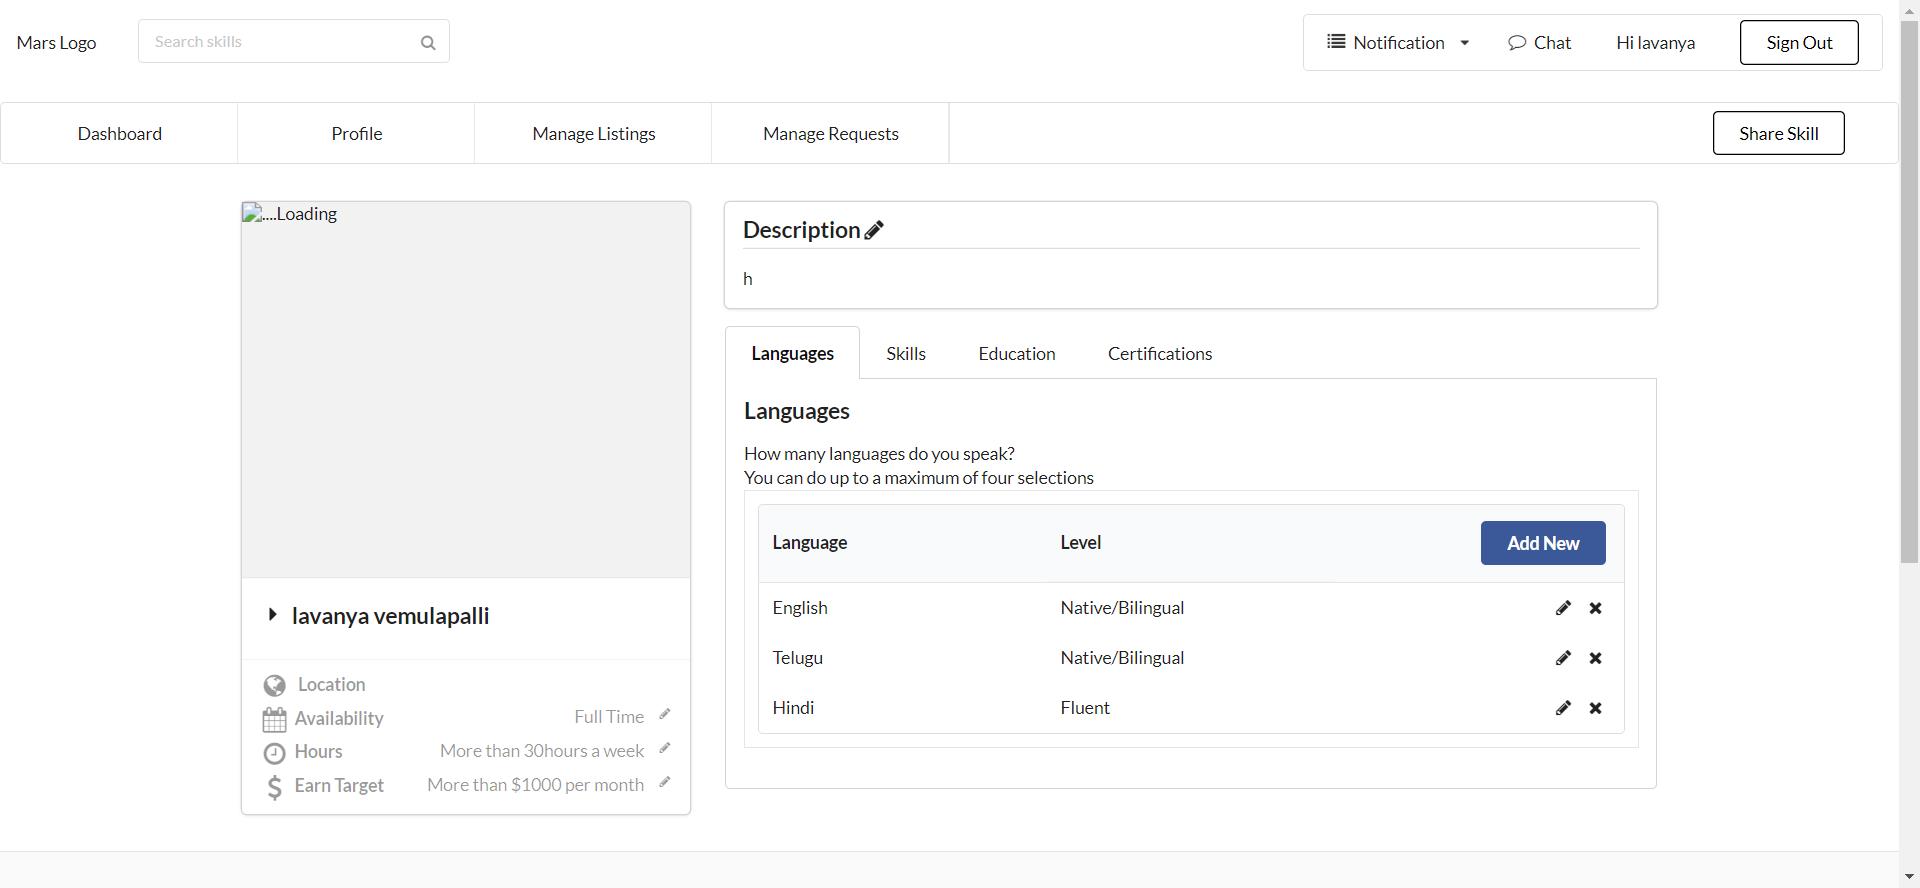 Mars Logo
Search skills
Notification
Chat
Hi lavanya
Sign Out
Dashboard
Profile
Manage Listings
Manage Requests
Share Skill
....Loading
lavanya vemulapalli
Location
Availability Full Time
Hours More than 30hours a week
Earn Target More than $1000 per month
Description
h
Languages Skills Education Certifications
Languages
How many languages do you speak?
You can do up to a maximum of four selections
Language Level Add New
English Native/Bilingual
Telugu Native/Bilingual
Hindi Fluent